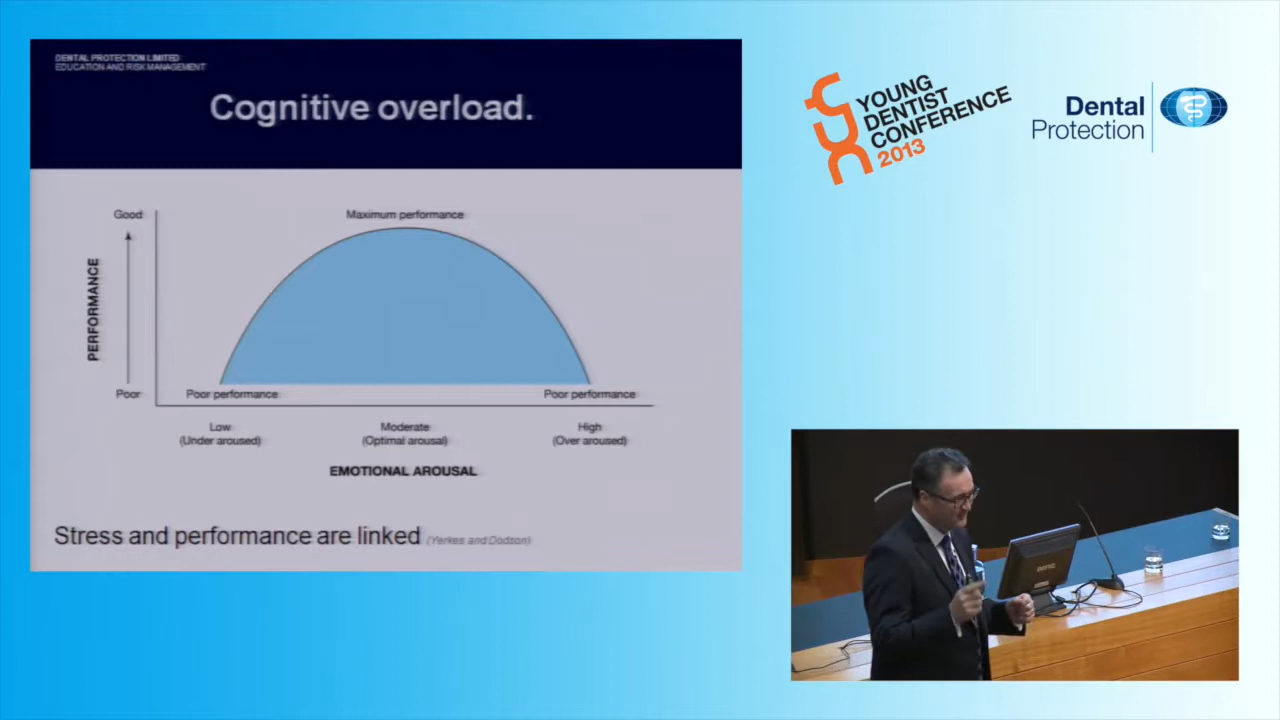 DENTAL PROTECTION LIMITED
EDUCATION AND RISK MANAGEMENT
Cognitive overload.
Good
Maximum performance
PERFORMANCE
Poor
Poor performance
Poor performance
Low
(Under aroused)
Moderate
(Optimal arousal)
High
(Over aroused)
EMOTIONAL AROUSAL
Stress and performance are linked (Yerkes and Dodson)
YOUNG
DENTIST
CONFERENCE
2013
Dental
Protection